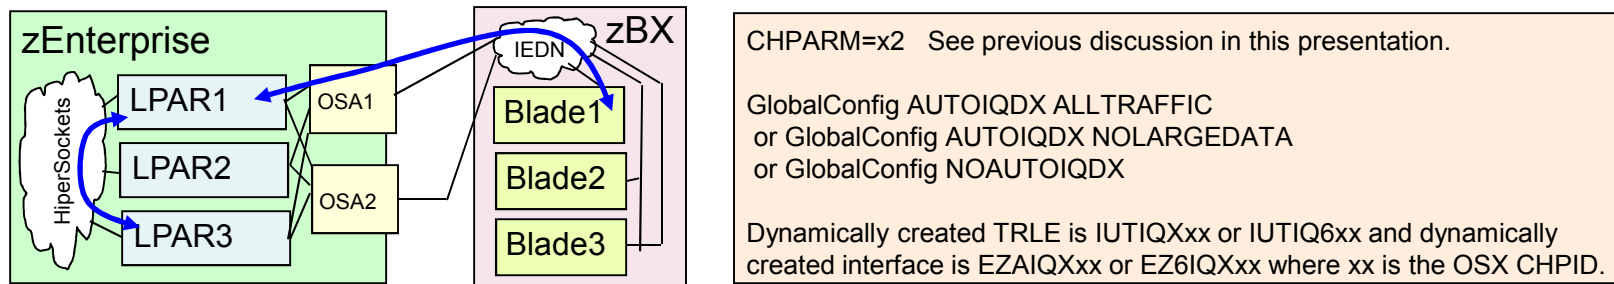 zEnterprise
HiperSockets
LPAR1
LPAR2
LPAR3
OSA1
OSA2
zBX
IEDN
Blade1
Blade2
Blade3
CHPARM=x2 See previous discussion in this presentation.
GlobalConfig AUTOIQDX ALLTRAFFIC
or GlobalConfig AUTOIQDX NOLARGEDATA
or GlobalConfig NOAUTOIQDX
Dynamically created TRLE is IUTIQXxx or IUTIQ6xx and dynamically
created interface is EZAIQXxx or EZ6IQXxx where xx is the OSX CHPID.